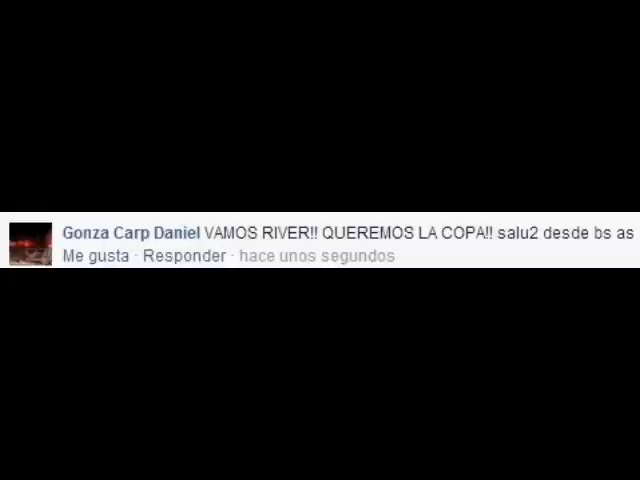 Gonza Carp Daniel VAMOS RIVER!! QUEREMOS LA COPA!! salu2 desde bs as
Me gusta · Responder · hace unos segundos